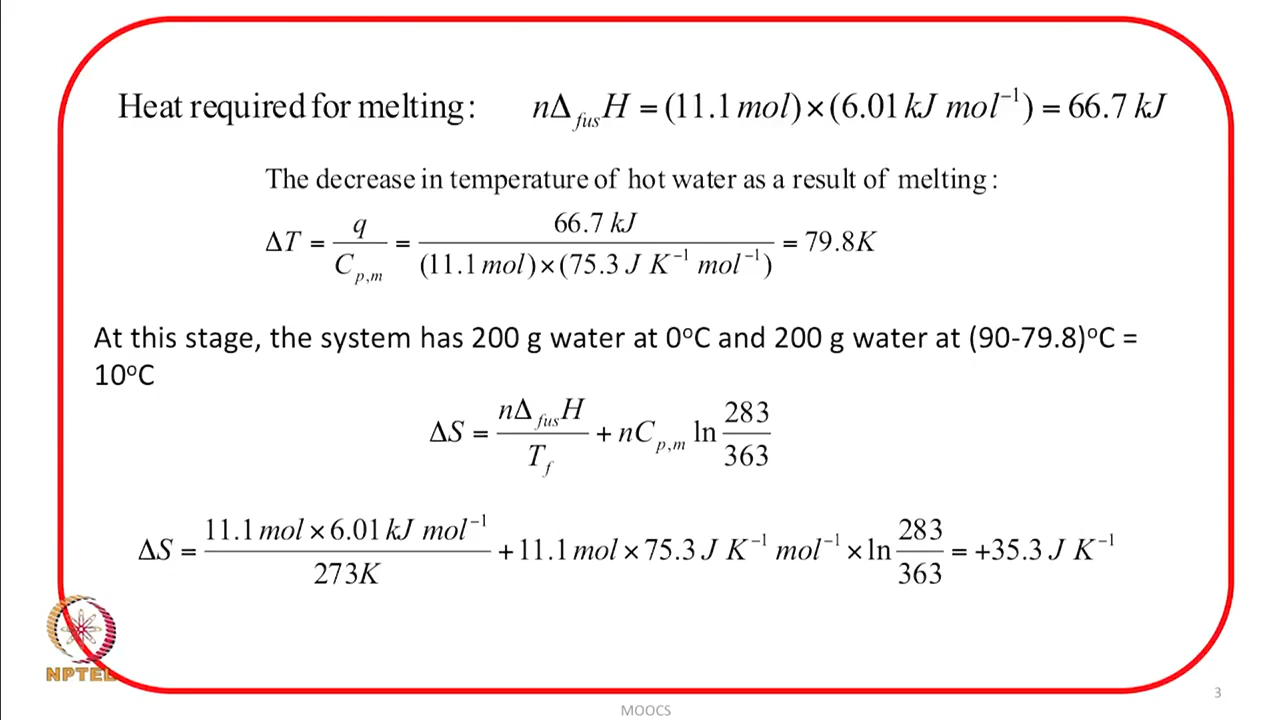 Heat required for melting: nΔ_fus H = (11.1 mol)×(6.01 kJ mol⁻¹) = 66.7 kJ
The decrease in temperature of hot water as a result of melting:
ΔT = q / C_p,m = 66.7 kJ / (11.1 mol)×(75.3 J K⁻¹ mol⁻¹) = 79.8K
At this stage, the system has 200 g water at 0°C and 200 g water at (90-79.8)°C =
10°C
ΔS = nΔ_fus H / T_f + nC_p,m ln 283/363
ΔS = 11.1 mol×6.01 kJ mol⁻¹ / 273K + 11.1 mol×75.3 J K⁻¹ mol⁻¹ × ln 283/363 = +35.3 J K⁻¹
NPTEL
3
MOOCS